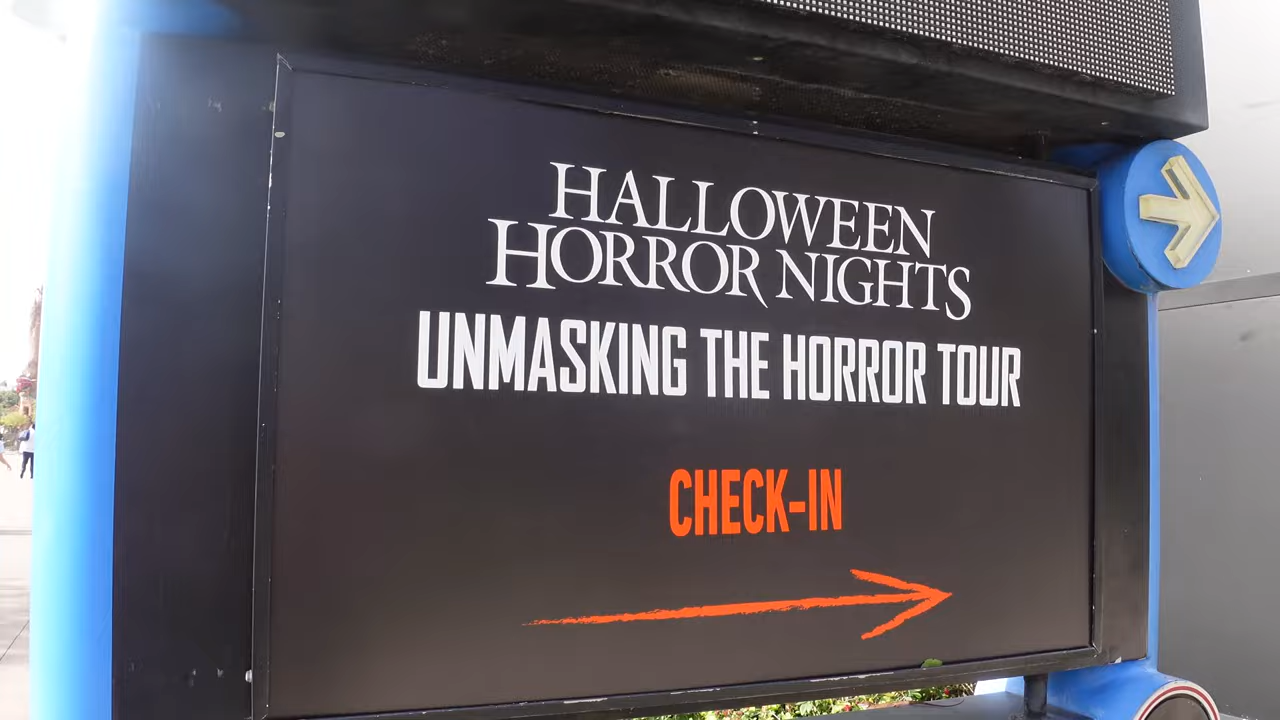 HALLOWEEN
HORROR NIGHTS
UNMASKING THE HORROR TOUR
CHECK-IN